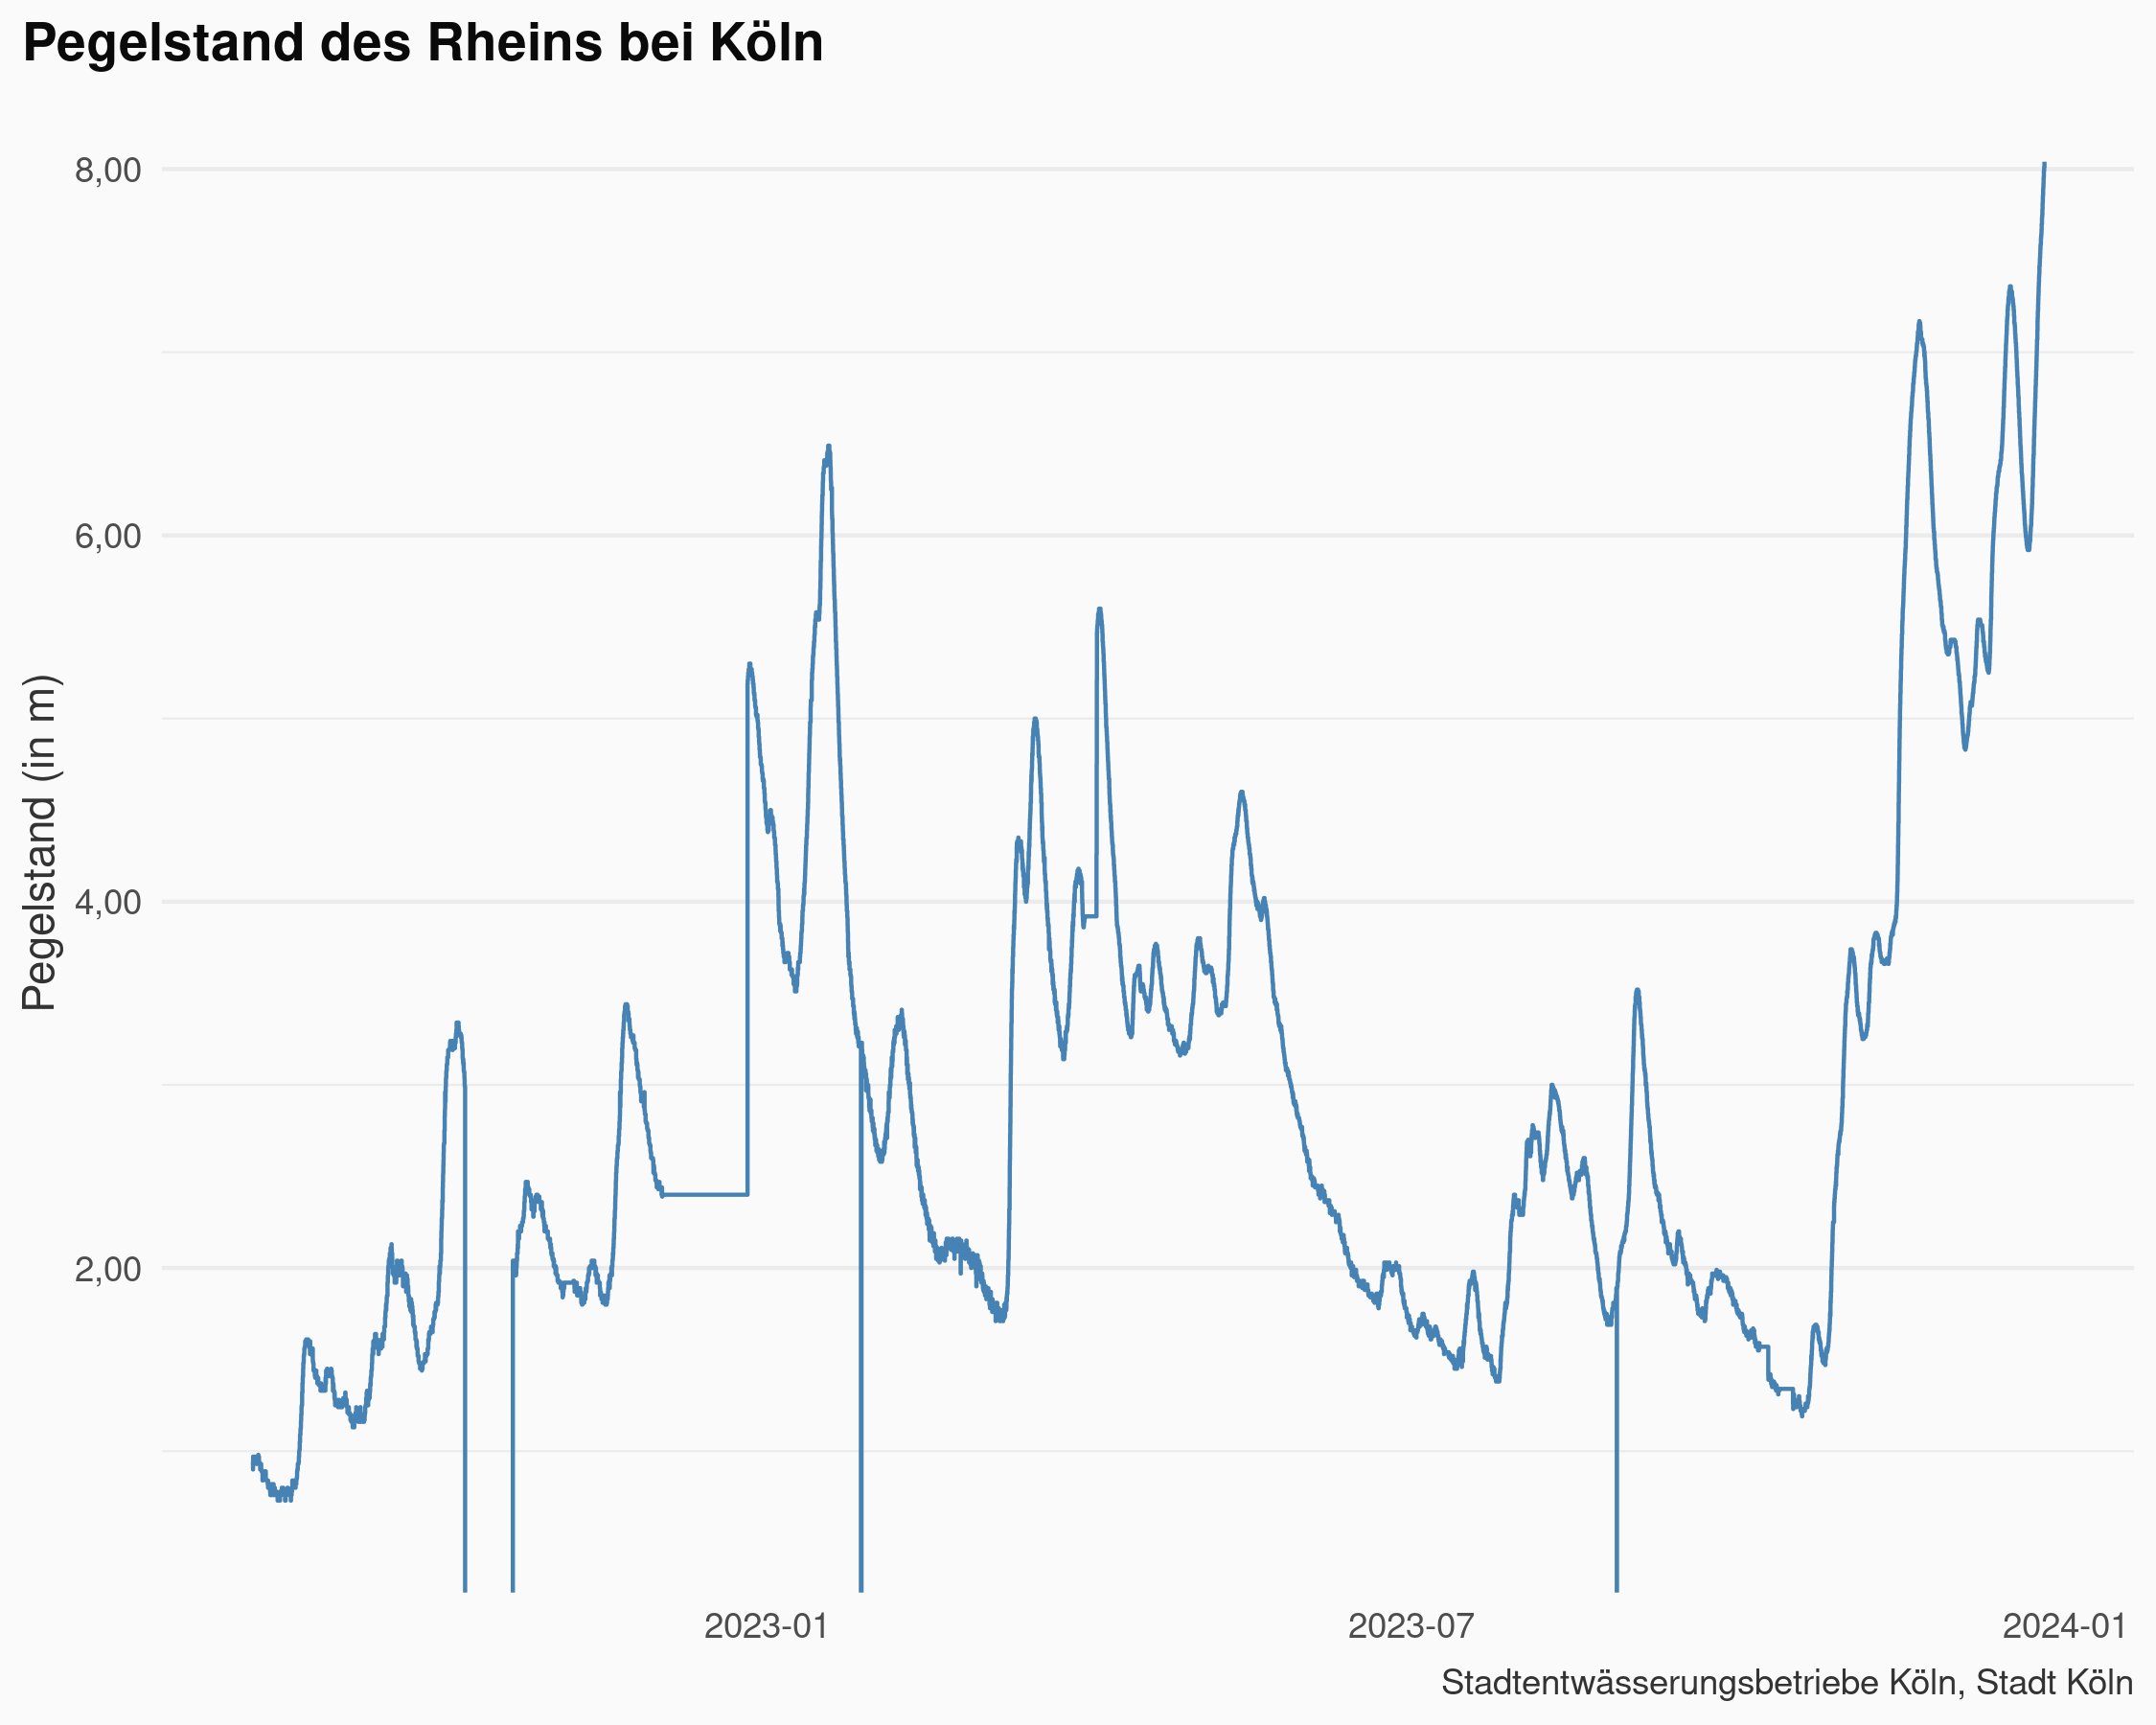 Pegelstand des Rheins bei Köln
Pegelstand (in m)
8,00
6,00
4,00
2,00
2023-01
2023-07
2024-01
Stadtentwässerungsbetriebe Köln, Stadt Köln